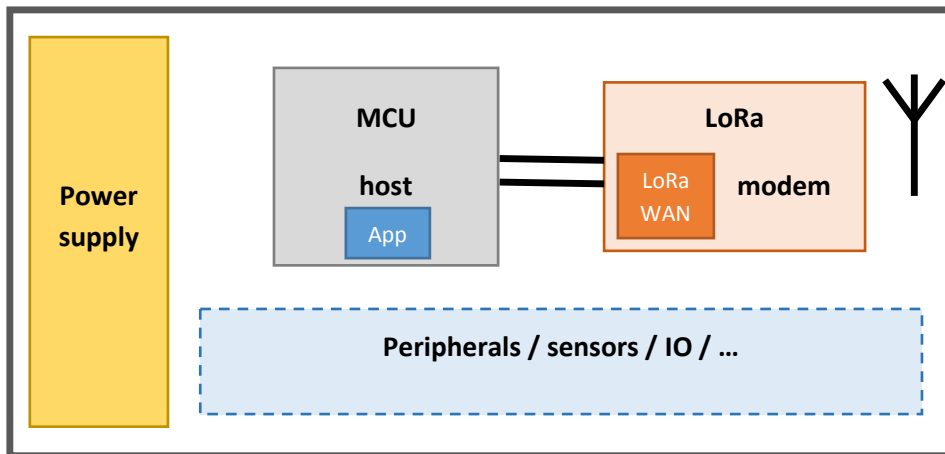 Power
supply
MCU
host
App
LoRa
modem
LoRa
WAN
Peripherals / sensors / IO / …